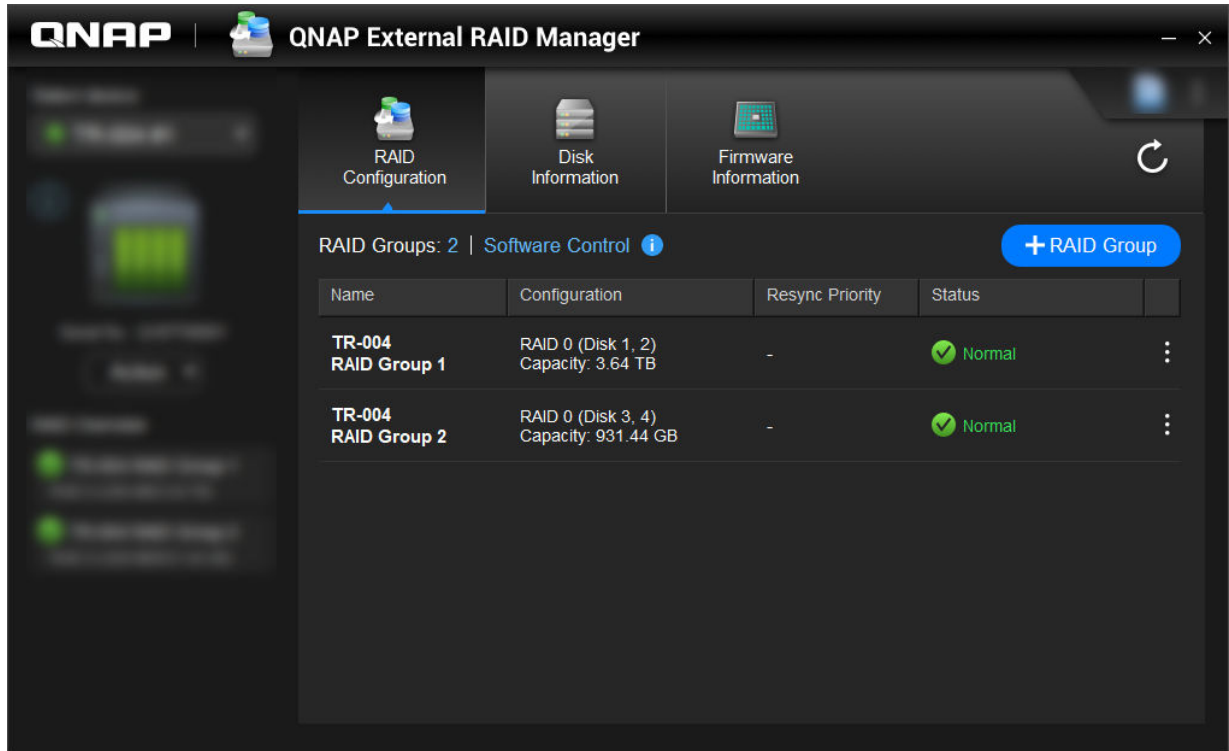 QNAP
QNAP External RAID Manager
RAID
Configuration
Disk
Information
Firmware
Information
RAID Groups: 2 | Software Control
+ RAID Group
Name Configuration Resync Priority Status
TR-004
RAID Group 1
RAID 0 (Disk 1, 2)
Capacity: 3.64 TB
-
Normal
TR-004
RAID Group 2
RAID 0 (Disk 3, 4)
Capacity: 931.44 GB
-
Normal